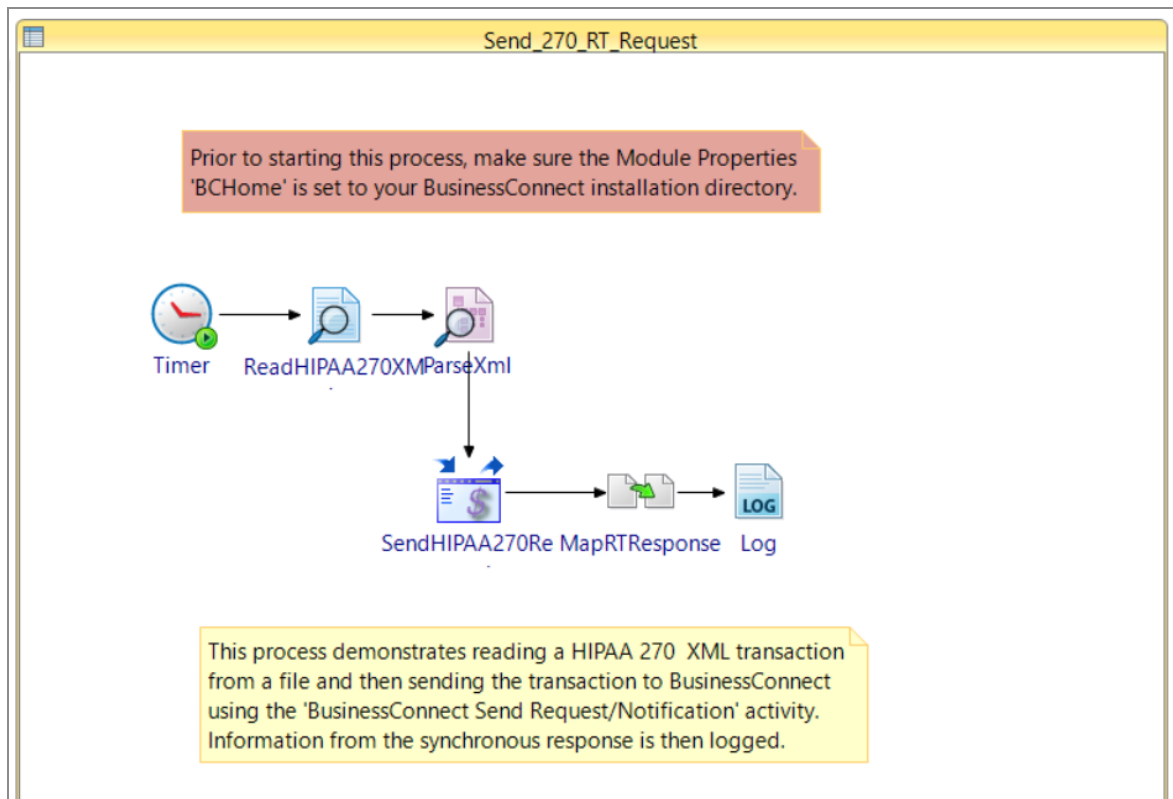 Send_270_RT_Request
Prior to starting this process, make sure the Module Properties
'BCHome' is set to your BusinessConnect installation directory.
Timer
ReadHIPAA270XM
ParseXml
SendHIPAA270Re
MapRTResponse
LOG
Log
This process demonstrates reading a HIPAA 270  XML transaction
from a file and then sending the transaction to BusinessConnect
using the 'BusinessConnect Send Request/Notification' activity.
Information from the synchronous response is then logged.